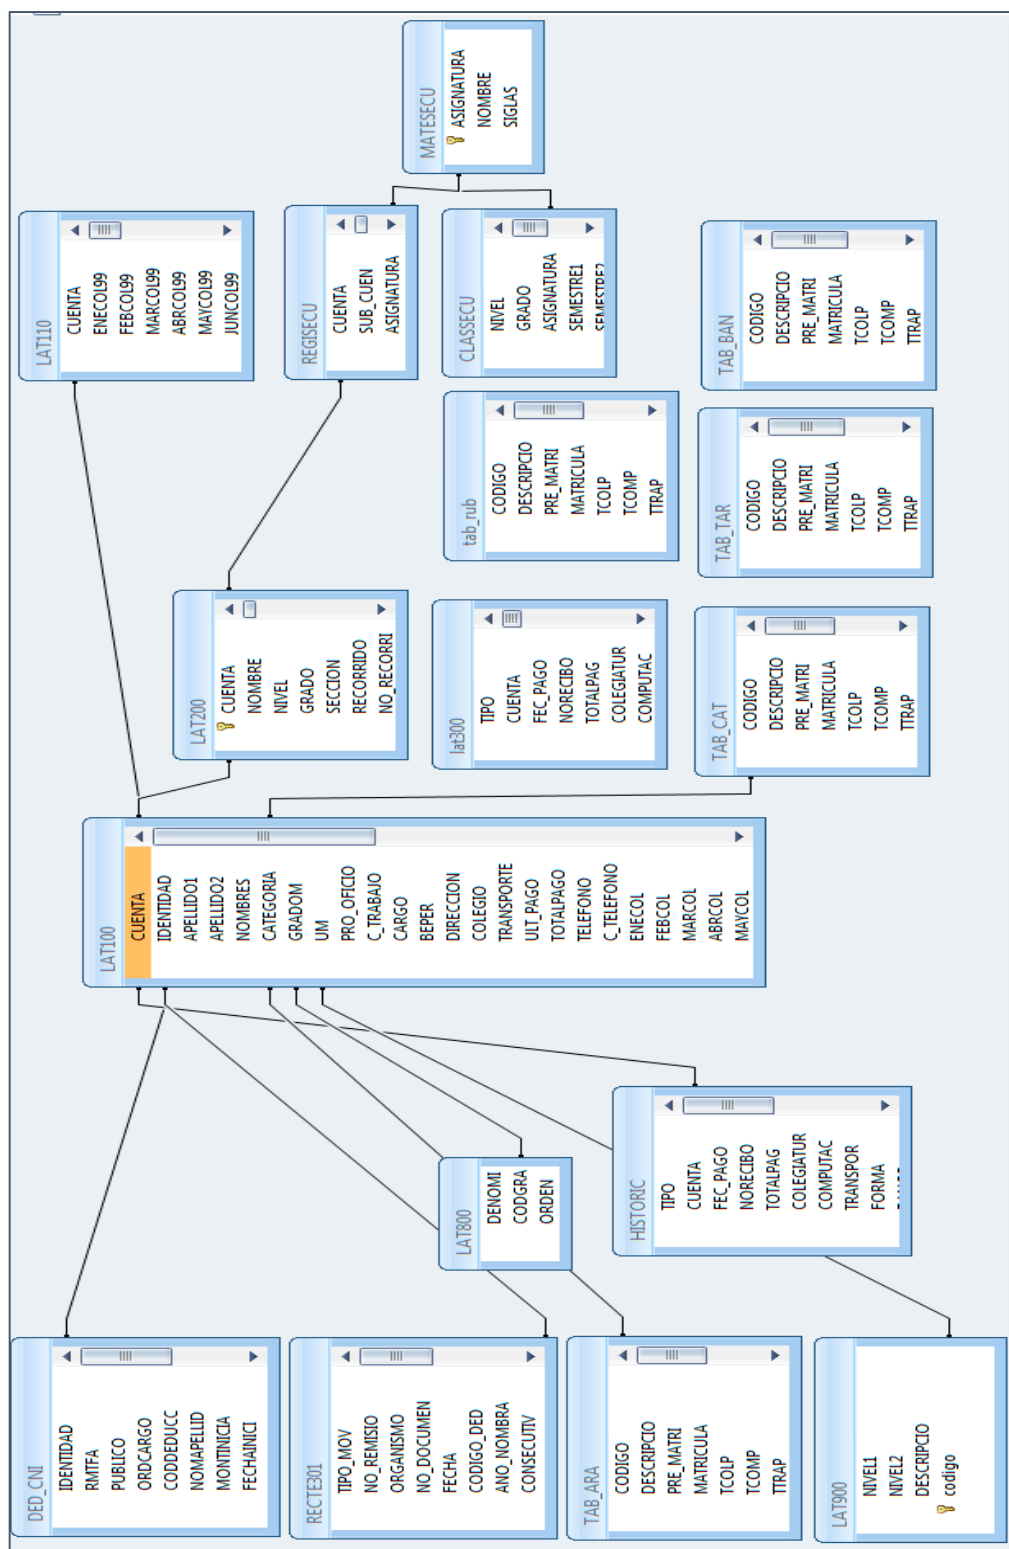 DED_CNI
IDENTIDAD
RMTFA
PUBLICO
ORDCARGO
CODDEDUCC
NOMAPELLID
MONTINICIA
FECHAINICI
RECTE301
TIPO_MOV
NO_REMISIO
ORGANISMO
NO_DOCUMEN
FECHA
CODIGO_DED
ANO_NOMBRA
CONSECUTIV
TAB_ARA
CODIGO
DESCRIPCIO
PRE_MATRI
MATRICULA
TCOLP
TCOMP
TTRAP
LAT900
NIVEL1
NIVEL2
DESCRIPCIO
codigo
LAT800
DENOMI
CODGRA
ORDEN
HISTORIC
TIPO
CUENTA
FEC_PAGO
NORECIBO
TOTALPAG
COLEGIATUR
COMPUTAC
TRANSPOR
FORMA
LAT100
CUENTA
IDENTIDAD
APELLIDO1
APELLIDO2
NOMBRES
CATEGORIA
GRADOM
UM
PRO_OFICIO
C_TRABAJO
CARGO
BEPER
DIRECCION
COLEGIO
TRANSPORTE
ULT_PAGO
TOTALPAGO
TELEFONO
C_TELEFONO
ENECOL
FEBCOL
MARCOL
ABRCOL
MAYCOL
LAT200
CUENTA
NOMBRE
NIVEL
GRADO
SECCION
RECORRIDO
NO_RECORRI
lat300
TIPO
CUENTA
FEC_PAGO
NORECIBO
TOTALPAG
COLEGIATUR
COMPUTAC
TAB_CAT
CODIGO
DESCRIPCIO
PRE_MATRI
MATRICULA
TCOLP
TCOMP
TTRAP
LAT110
CUENTA
ENECOL99
FEBCOL99
MARCOL99
ABRCOL99
MAYCOL99
JUNCOL99
REGISECU
CUENTA
SUB_CUEN
ASIGNATURA
CLASSECU
NIVEL
GRADO
ASIGNATURA
SEMESTRE1
SEMESTRE2
tab_rub
CODIGO
DESCRIPCIO
PRE_MATRI
MATRICULA
TCOLP
TCOMP
TTRAP
TAB_TAR
CODIGO
DESCRIPCIO
PRE_MATRI
MATRICULA
TCOLP
TCOMP
TTRAP
TAB_BAN
CODIGO
DESCRIPCIO
PRE_MATRI
MATRICULA
TCOLP
TCOMP
TTRAP
MATESECU
ASIGNATURA
NOMBRE
SIGLAS